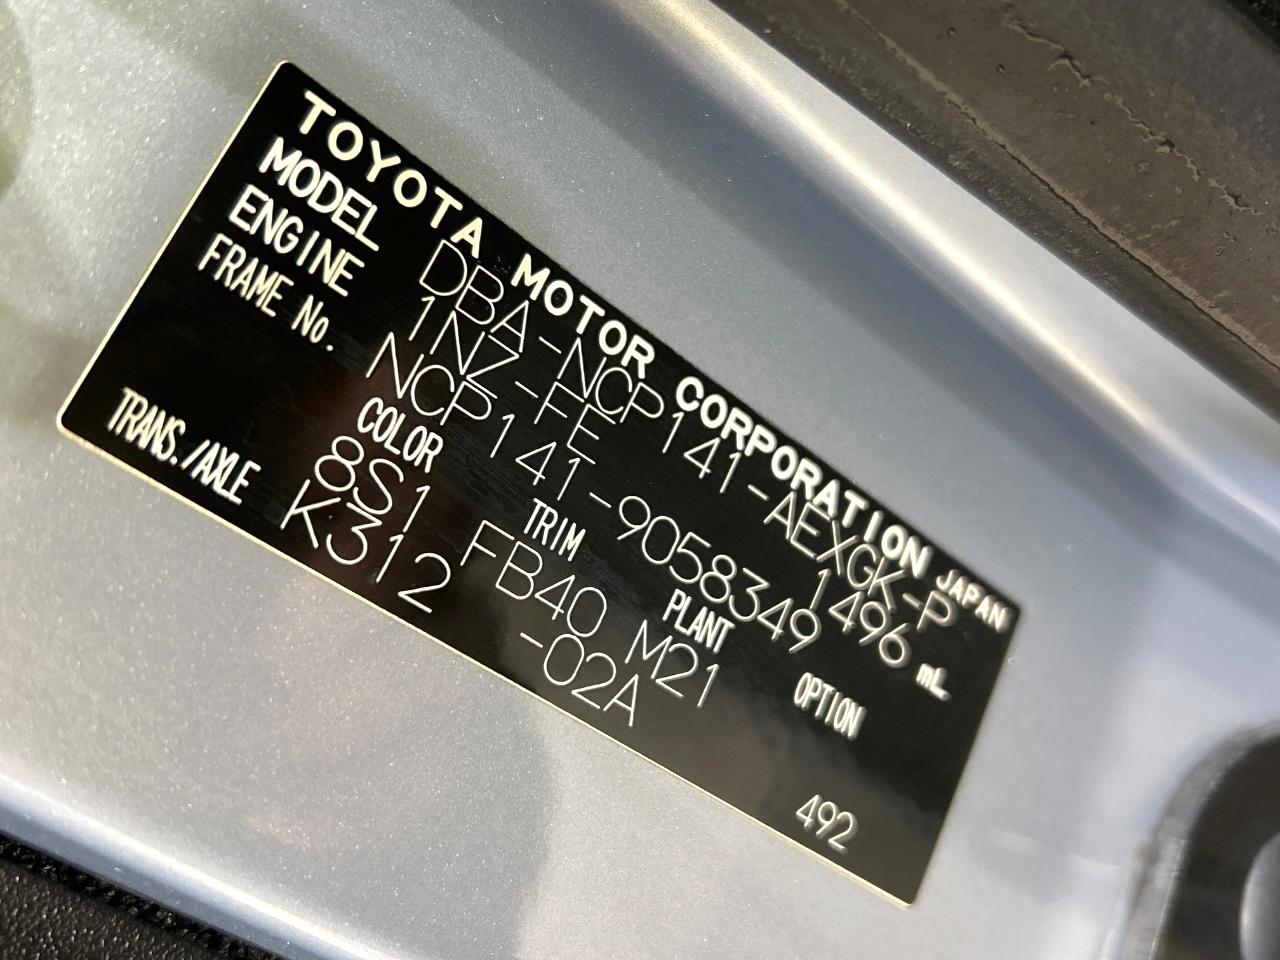 TOYOTA MOTOR CORPORATION JAPAN
MODEL DBA-NCP141-AEXGK-P
ENGINE 1NZ-FE 1496 mL
FRAME No. NCP141-9058349
COLOR TRIM PLANT OPTION
8S1 FB40 M21
TRANS./AXLE K312 -02A
492